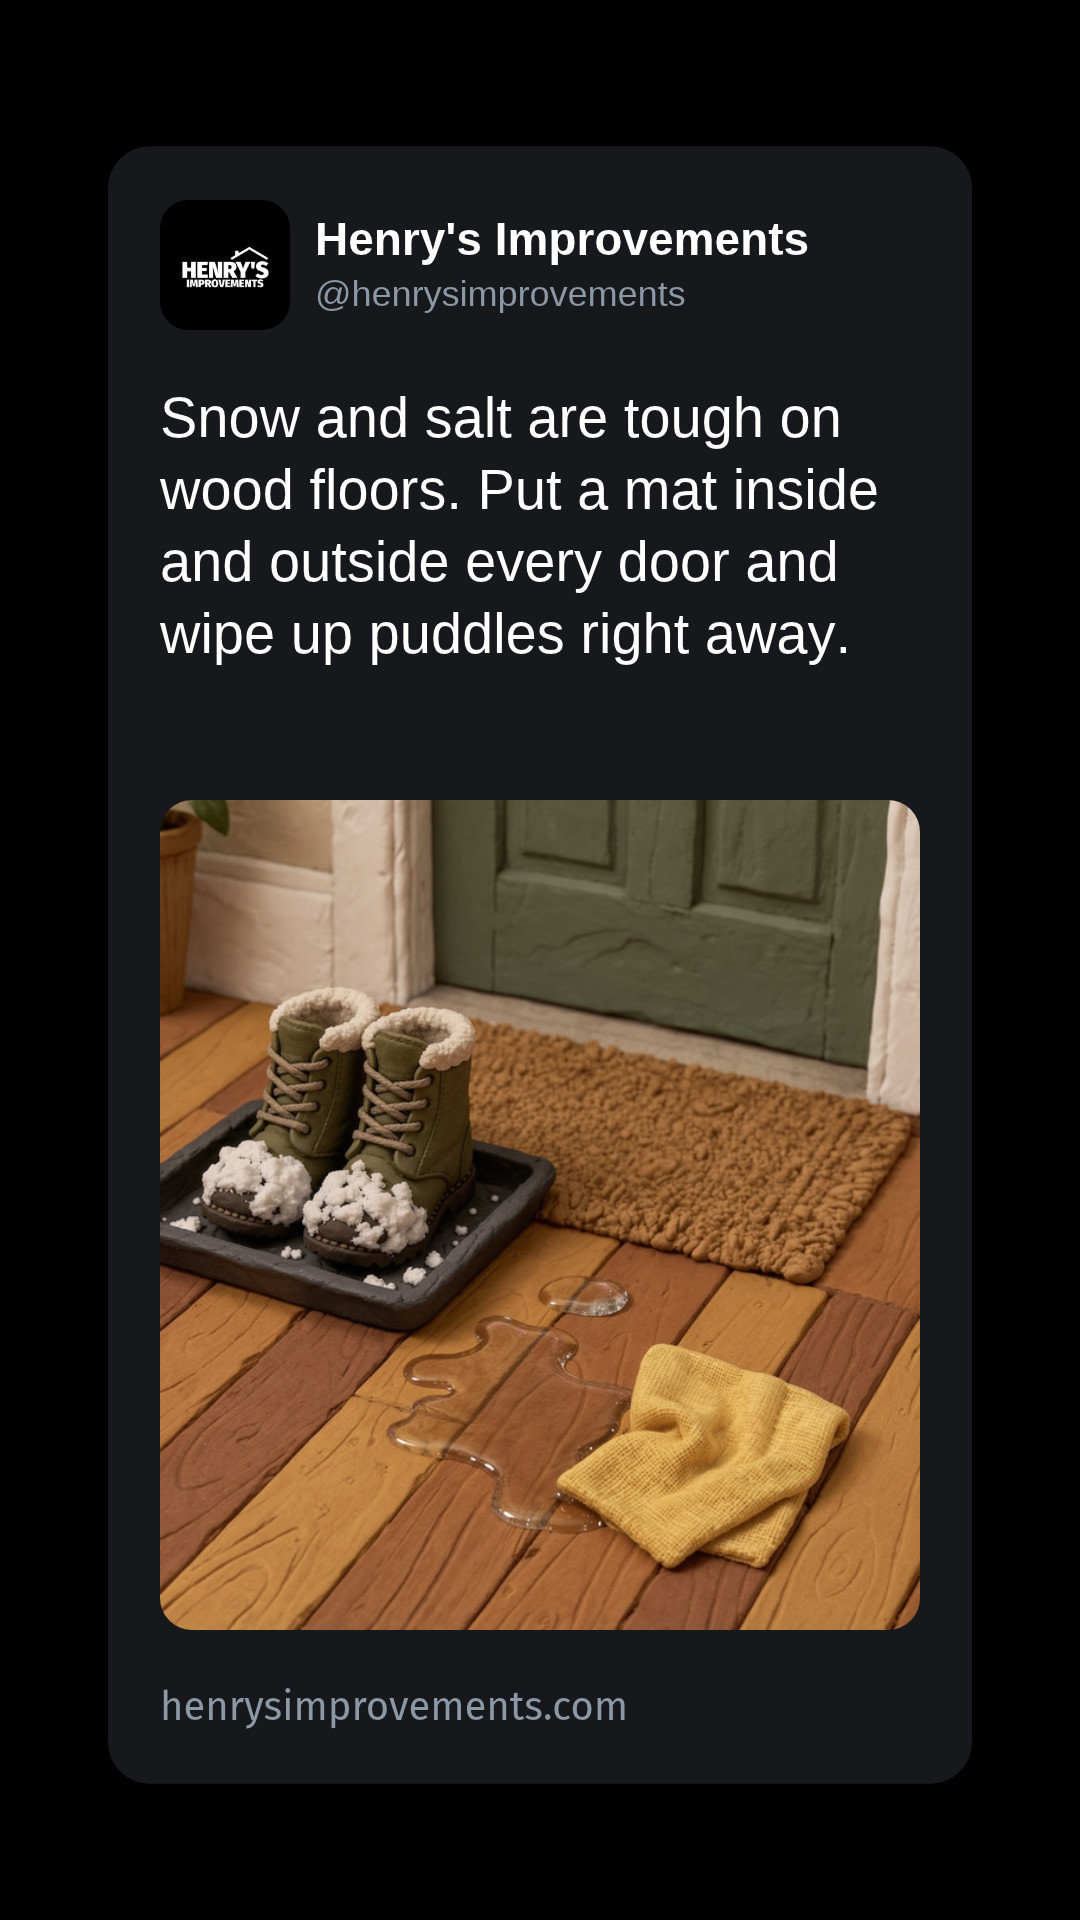 HENRY'S
IMPROVEMENTS
Henry's Improvements
@henrysimprovements
Snow and salt are tough on
wood floors. Put a mat inside
and outside every door and
wipe up puddles right away.
henrysimprovements.com